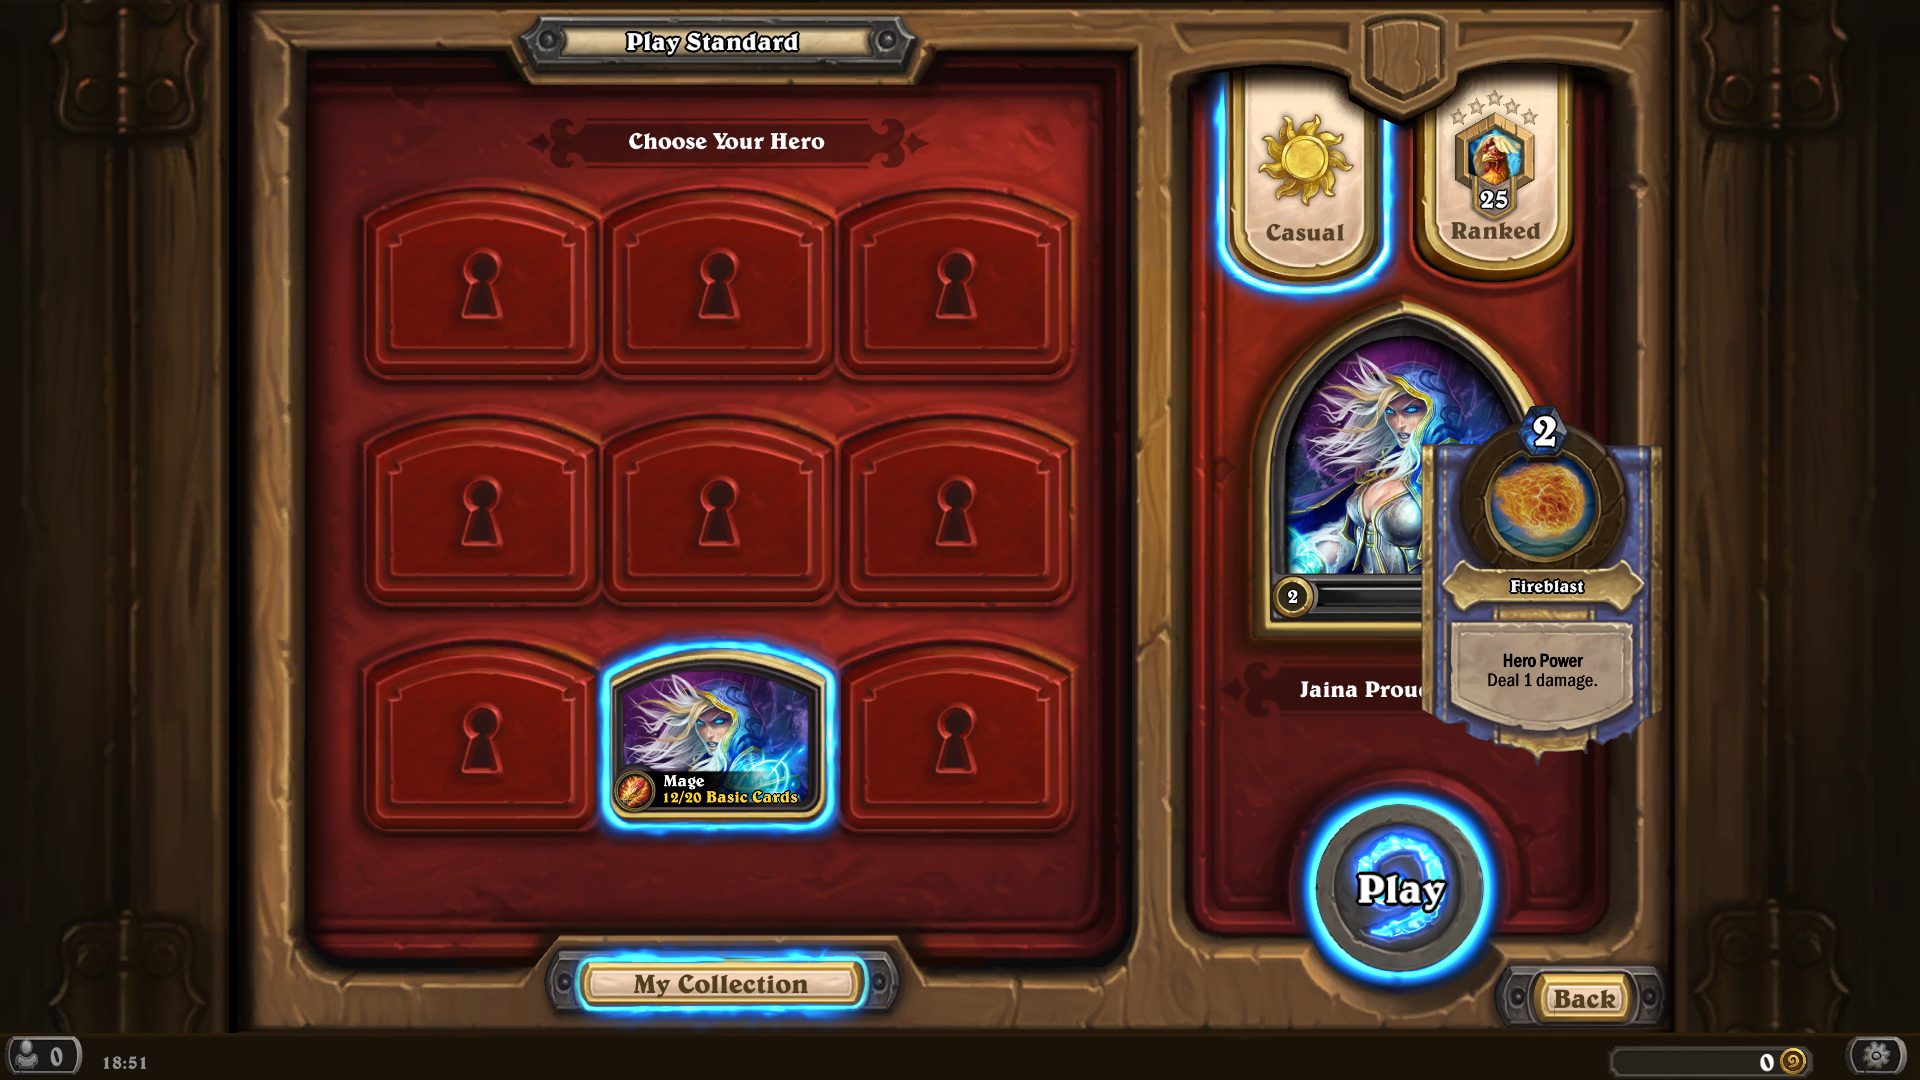 Play Standard
Choose Your Hero
Casual
25
Ranked
2
2
Fireblast
Hero Power
Deal 1 damage.
Jaina
Mage
12/20 Basic Cards
Play
My Collection
Back
0
18:51
0